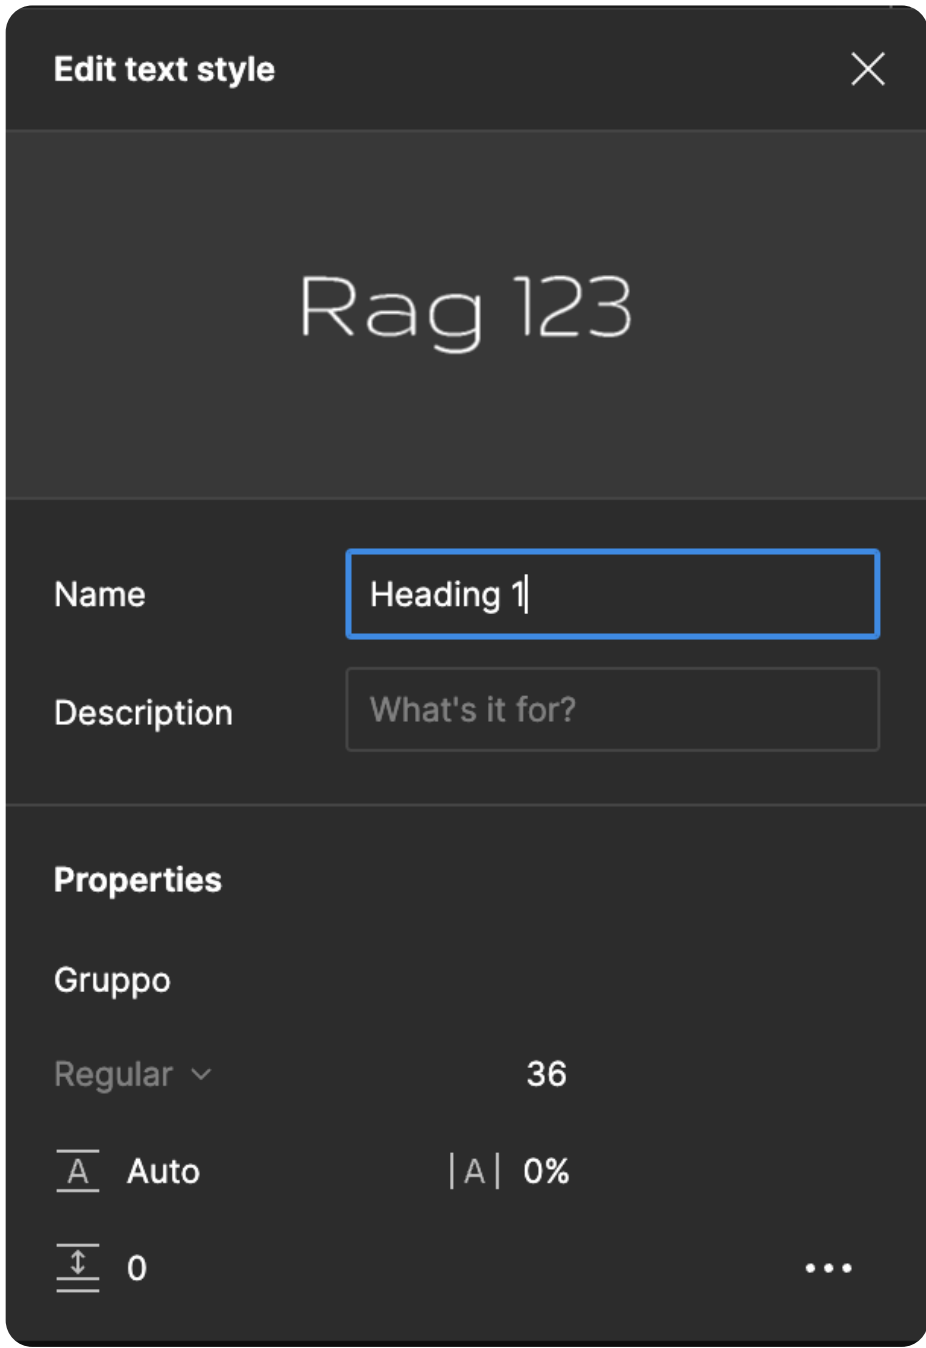 Edit text style
Rag 123
Name Heading 1
Description What's it for?
Properties
Gruppo
Regular 36
A Auto |A| 0%
0